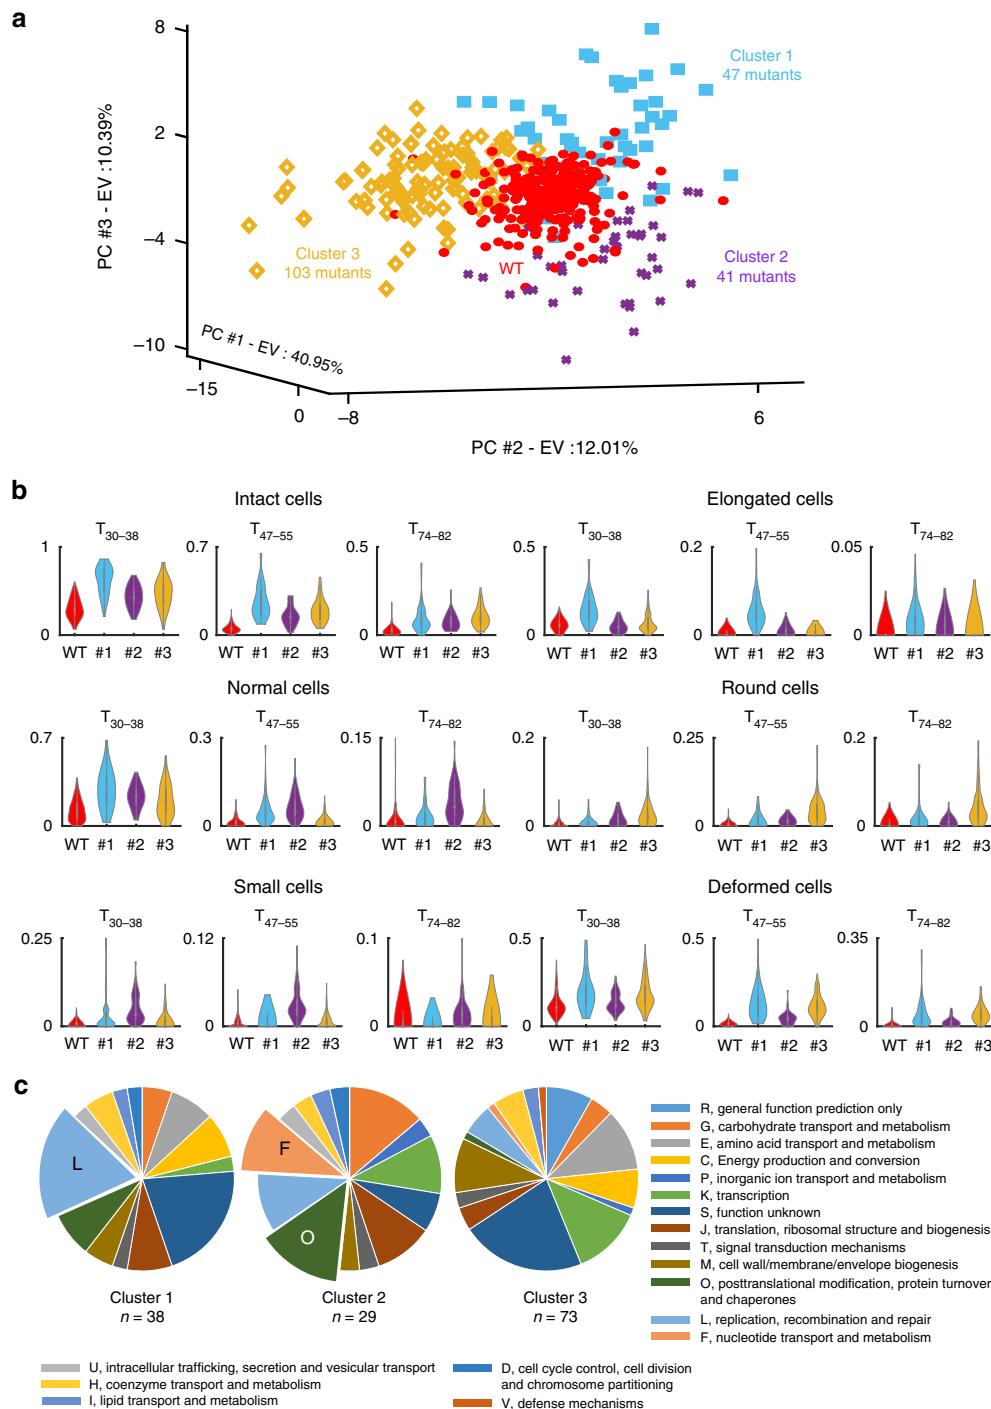 a
8
2
−4
−10
PC #3 - EV :10.39%
PC #1 - EV : 40.95%
−15
0
−8
6
PC #2 - EV :12.01%
Cluster 1
47 mutants
Cluster 2
41 mutants
Cluster 3
103 mutants
WT
b
Intact cells
Elongated cells
T30–38
T47–55
T74–82
T30–38
T47–55
T74–82
1
0.7
0.5
0.5
0.2
0.05
0
0
0
0
0
0
WT #1 #2 #3
WT #1 #2 #3
WT #1 #2 #3
WT #1 #2 #3
WT #1 #2 #3
WT #1 #2 #3
Normal cells
Round cells
T30–38
T47–55
T74–82
T30–38
T47–55
T74–82
0.7
0.3
0.15
0.2
0.25
0.2
0
0
0
0
0
0
WT #1 #2 #3
WT #1 #2 #3
WT #1 #2 #3
WT #1 #2 #3
WT #1 #2 #3
WT #1 #2 #3
Small cells
Deformed cells
T30–38
T47–55
T74–82
T30–38
T47–55
T74–82
0.25
0.12
0.1
0.5
0.5
0.35
0
0
0
0
0
0
WT #1 #2 #3
WT #1 #2 #3
WT #1 #2 #3
WT #1 #2 #3
WT #1 #2 #3
WT #1 #2 #3
c
L
F
O
Cluster 1
n = 38
Cluster 2
n = 29
Cluster 3
n = 73
R, general function prediction only
G, carbohydrate transport and metabolism
E, amino acid transport and metabolism
C, Energy production and conversion
P, inorganic ion transport and metabolism
K, transcription
S, function unknown
J, translation, ribosomal structure and biogenesis
T, signal transduction mechanisms
M, cell wall/membrane/envelope biogenesis
O, posttranslational modification, protein turnover
and chaperones
L, replication, recombination and repair
F, nucleotide transport and metabolism
U, intracellular trafficking, secretion and vesicular transport
H, coenzyme transport and metabolism
I, lipid transport and metabolism
D, cell cycle control, cell division
and chromosome partitioning
V, defense mechanisms